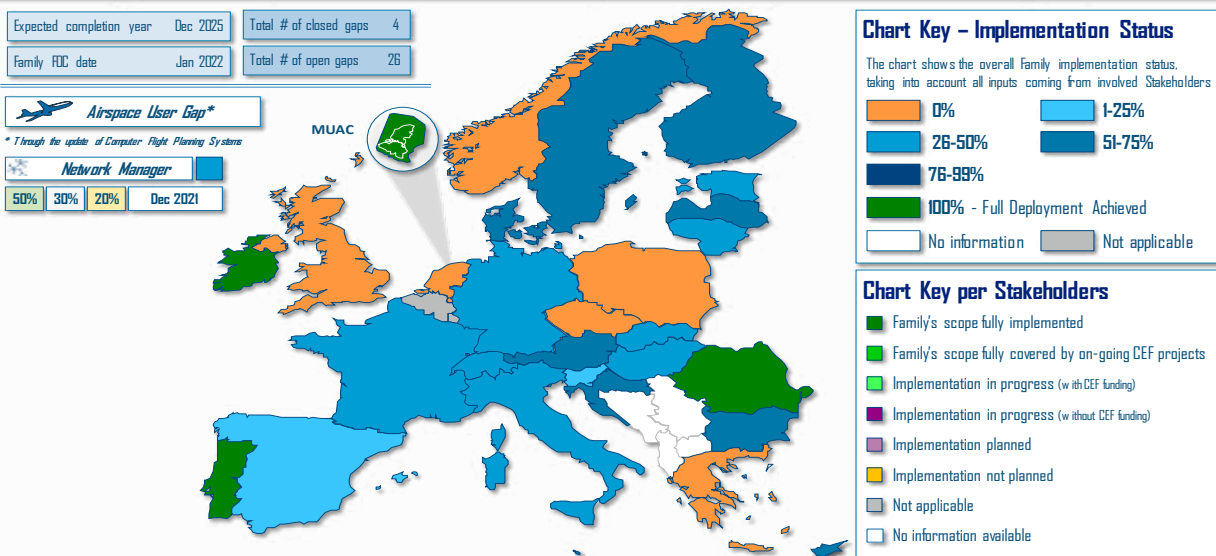 Expected completion year Dec 2025
Total # of closed gaps 4
Family FOC date Jan 2022
Total # of open gaps 26
Airspace User Gap*
* Through the update of Computer Flight Planning Systems
Network Manager
50% 30% 20% Dec 2021
MUAC
Chart Key – Implementation Status
The chart shows the overall Family implementation status,
taking into account all inputs coming from involved Stakeholders
0% 1-25%
26-50% 51-75%
76-99%
100% - Full Deployment Achieved
No information Not applicable
Chart Key per Stakeholders
Family's scope fully implemented
Family's scope fully covered by on-going CEF projects
Implementation in progress (with CEF funding)
Implementation in progress (without CEF funding)
Implementation planned
Implementation not planned
Not applicable
No information available